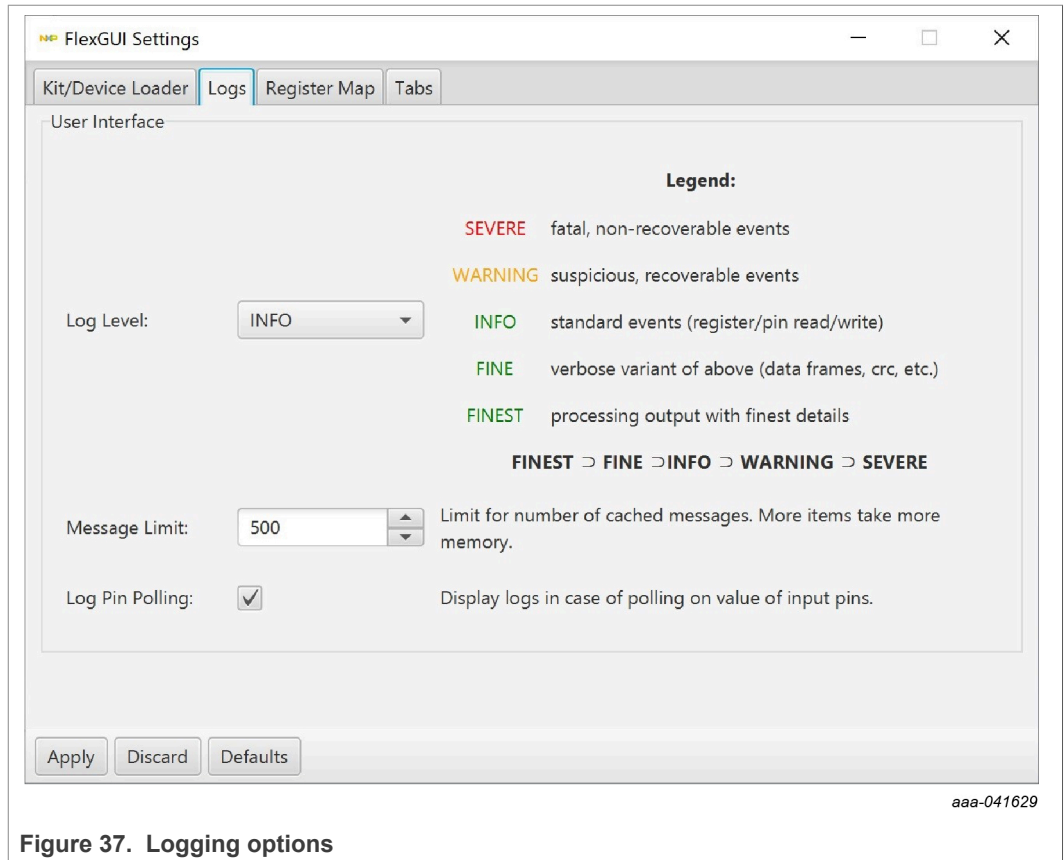 NXP FlexGUI Settings
Kit/Device Loader Logs Register Map Tabs
User Interface
Legend:
SEVERE fatal, non-recoverable events
WARNING suspicious, recoverable events
Log Level: INFO INFO standard events (register/pin read/write)
FINE verbose variant of above (data frames, crc, etc.)
FINEST processing output with finest details
FINEST ⊃ FINE ⊃INFO ⊃ WARNING ⊃ SEVERE
Message Limit: 500 Limit for number of cached messages. More items take more
memory.
Log Pin Polling: Display logs in case of polling on value of input pins.
Apply Discard Defaults
aaa-041629
Figure 37. Logging options